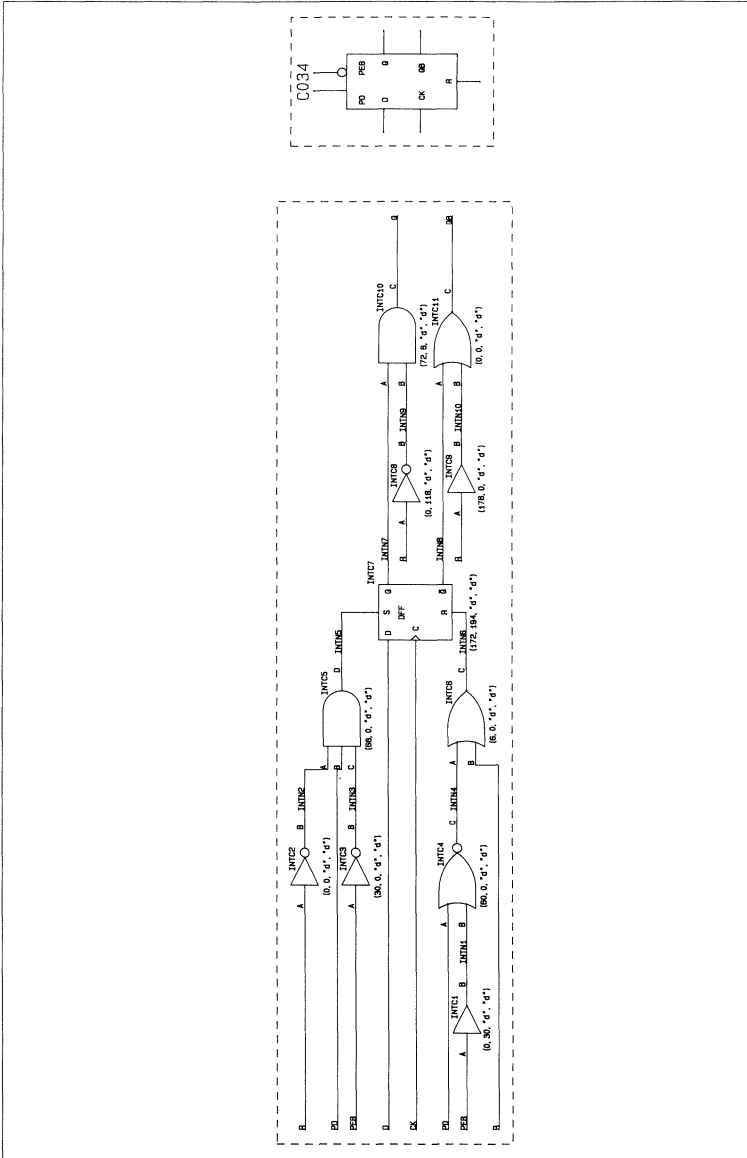 C034
PD
PEB
D
Q
CK
QB
R
R
INTC2
A
B
INTN2
(0, 0, "d", "d")
PD
PEB
INTC3
A
B
INTN3
(30, 0, "d", "d")
A
B
C
INTC5
D
INTN5
(66, 0, "d", "d")
D
CK
INTC7
D
S
Q
DFF
C
R
Q
(172, 194, "d", "d")
INTN7
INTN8
R
INTC8
A
B
INTN9
(0, 118, "d", "d")
A
B
INTC10
C
(72, 6, "d", "d")
Q
R
INTC9
A
B
INTN10
(178, 0, "d", "d")
A
B
INTC11
C
(0, 0, "d", "d")
QB
PD
PEB
INTC1
A
B
INTN1
(0, 30, "d", "d")
A
B
INTC4
C
INTN4
(60, 0, "d", "d")
R
A
B
INTC6
C
INTN6
(6, 0, "d", "d")